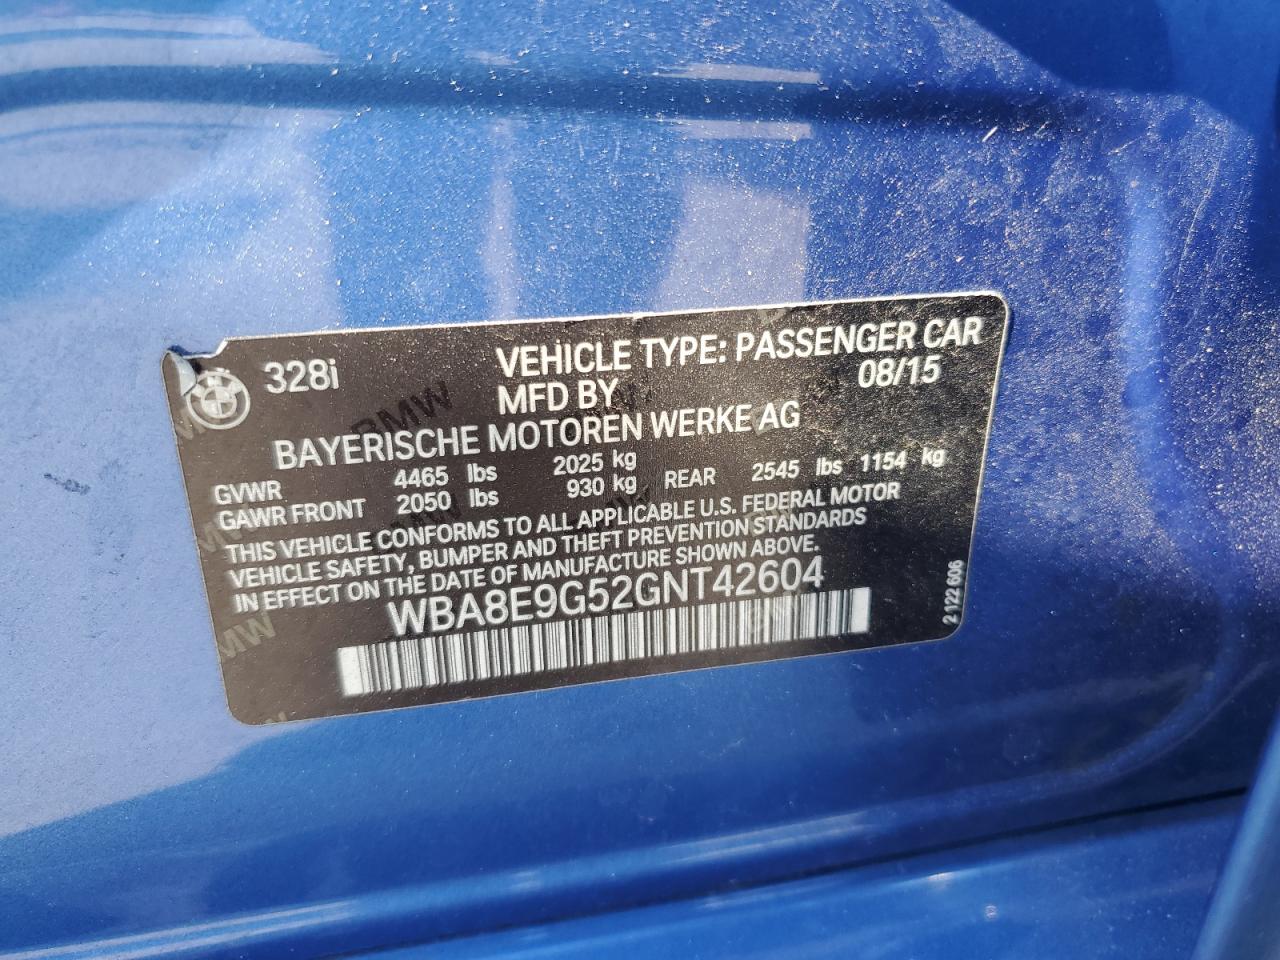 328i VEHICLE TYPE: PASSENGER CAR
MFD BY 08/15
BAYERISCHE MOTOREN WERKE AG
GVWR 4465 lbs 2025 kg
GAWR FRONT 2050 lbs 930 kg REAR 2545 lbs 1154 kg
THIS VEHICLE CONFORMS TO ALL APPLICABLE U.S. FEDERAL MOTOR
VEHICLE SAFETY, BUMPER AND THEFT PREVENTION STANDARDS
IN EFFECT ON THE DATE OF MANUFACTURE SHOWN ABOVE.
WBA8E9G52GNT42604
2 122 606